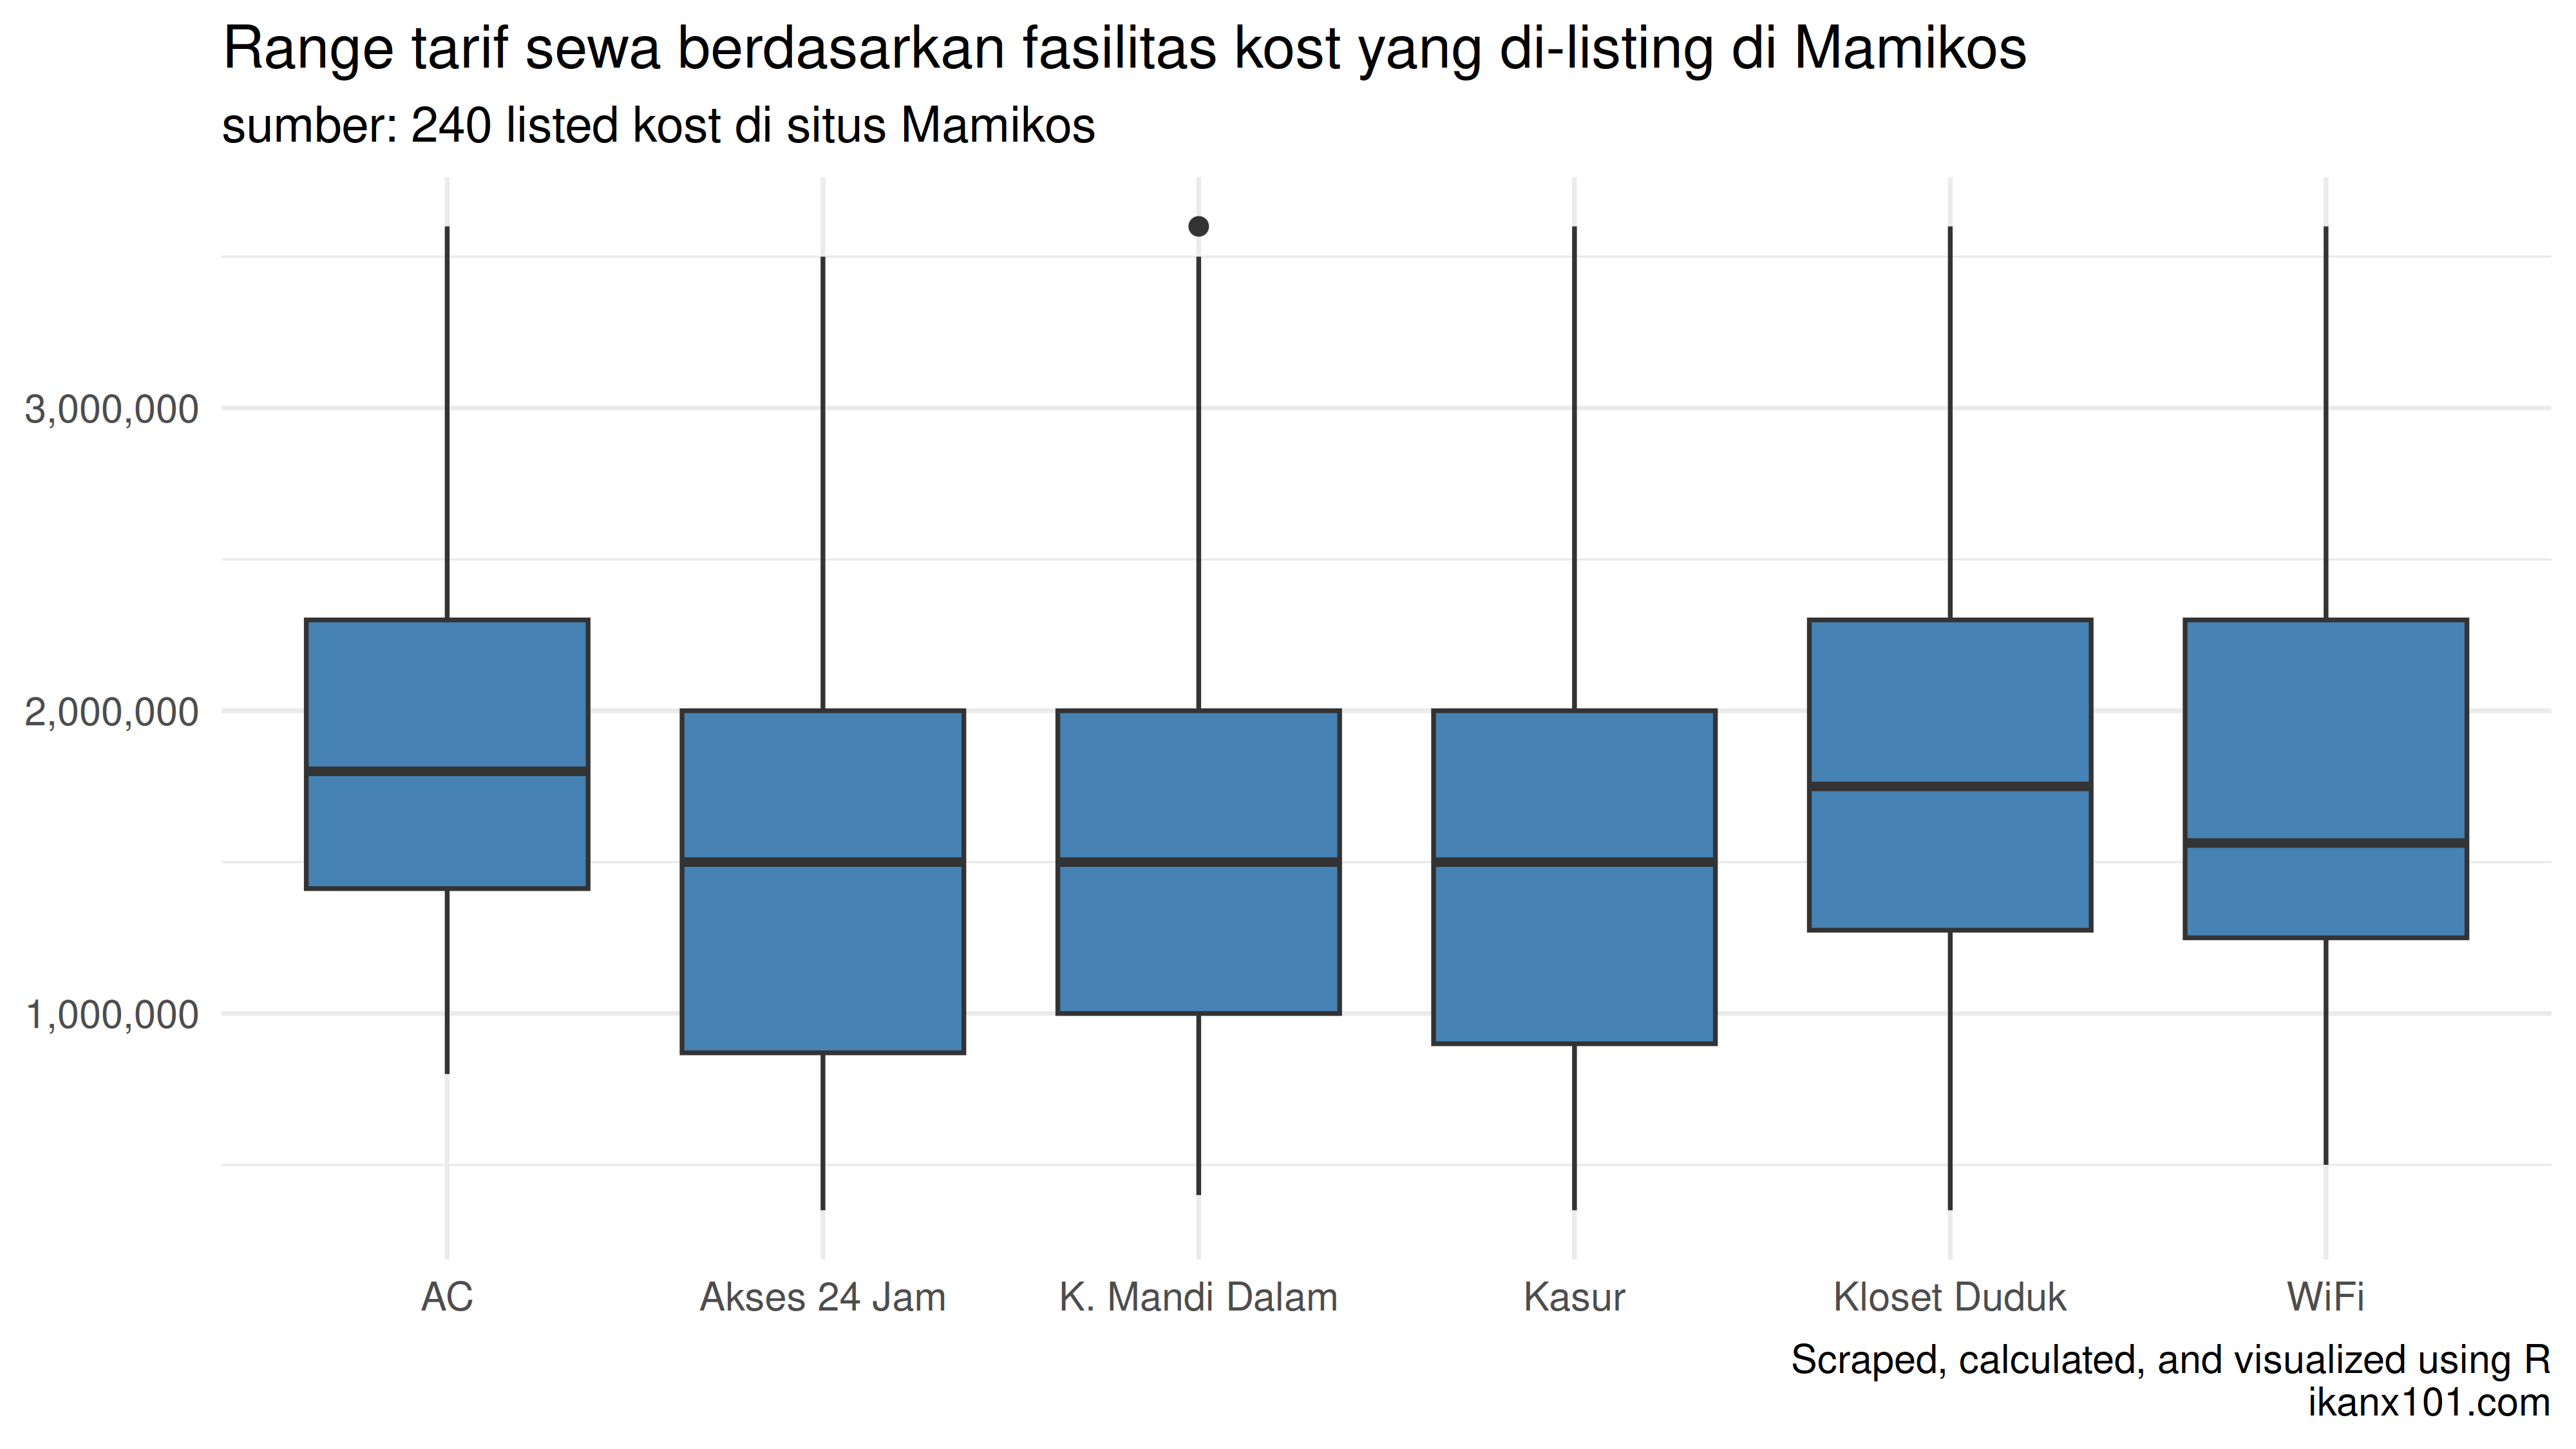 Range tarif sewa berdasarkan fasilitas kost yang di-listing di Mamikos
sumber: 240 listed kost di situs Mamikos
3,000,000
2,000,000
1,000,000
AC
Akses 24 Jam
K. Mandi Dalam
Kasur
Kloset Duduk
WiFi
Scraped, calculated, and visualized using R
ikanx101.com